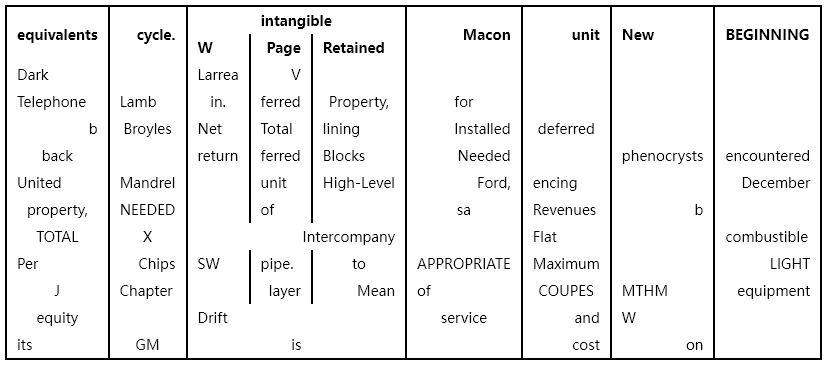 equivalents cycle. intangible Macon unit New BEGINNING
W Page Retained
Dark Larrea V
Telephone Lamb in. ferred Property, for
b Broyles Net Total lining Installed deferred
back return ferred Blocks Needed phenocrysts encountered
United Mandrel unit High-Level Ford, encing December
property, NEEDED of sa Revenues b
TOTAL X Intercompany Flat combustible
Per Chips SW pipe. to APPROPRIATE Maximum LIGHT
J Chapter layer Mean of COUPES MTHM equipment
equity Drift service and W
its GM is cost on